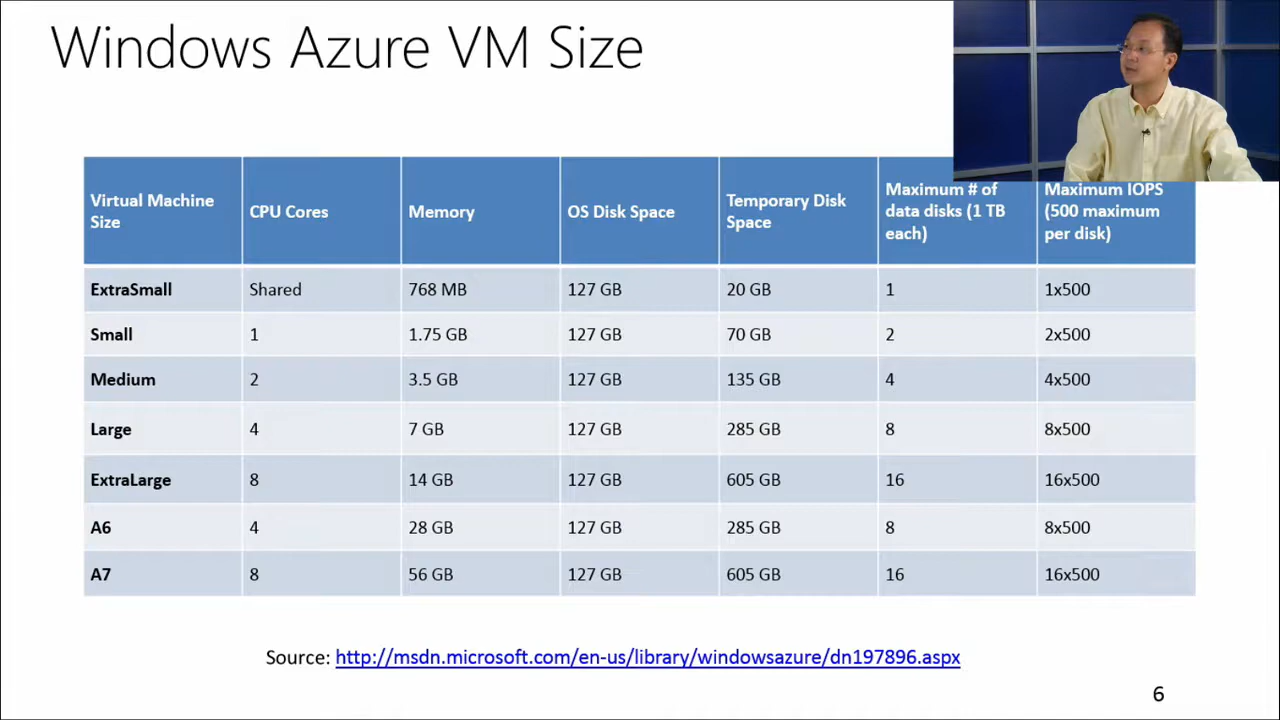 Windows Azure VM Size
Virtual Machine
Size
CPU Cores
Memory
OS Disk Space
Temporary Disk
Space
Maximum # of
data disks (1 TB
each)
Maximum IOPS
(500 maximum
per disk)
ExtraSmall Shared 768 MB 127 GB 20 GB 1 1x500
Small 1 1.75 GB 127 GB 70 GB 2 2x500
Medium 2 3.5 GB 127 GB 135 GB 4 4x500
Large 4 7 GB 127 GB 285 GB 8 8x500
ExtraLarge 8 14 GB 127 GB 605 GB 16 16x500
A6 4 28 GB 127 GB 285 GB 8 8x500
A7 8 56 GB 127 GB 605 GB 16 16x500
Source: http://msdn.microsoft.com/en-us/library/windowsazure/dn197896.aspx
6